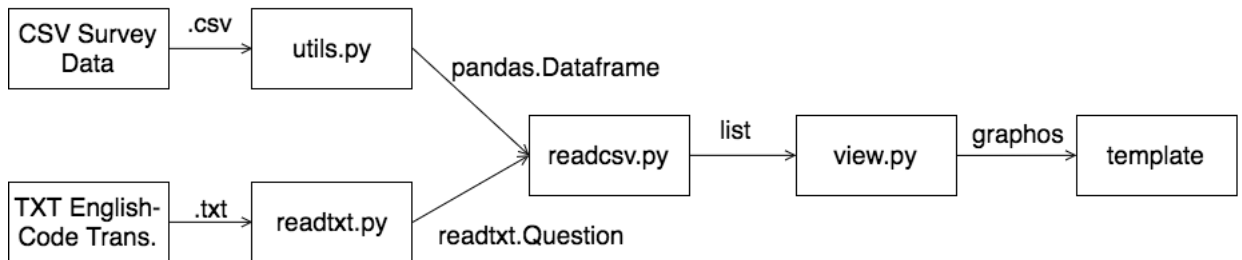 CSV Survey
Data
.csv
utils.py
pandas.Dataframe
TXT English-
Code Trans.
.txt
readtxt.py
readtxt.Question
readcsv.py
list
view.py
graphos
template